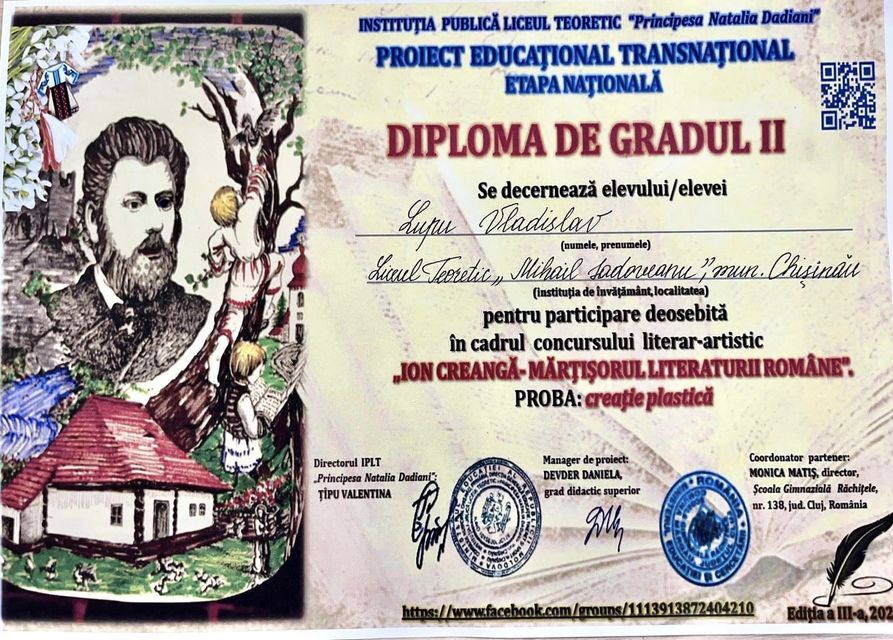 INSTITUȚIA PUBLICĂ LICEUL TEORETIC "Principesa Natalia Dadiani"
PROIECT EDUCAȚIONAL TRANSNAȚIONAL
ETAPA NAȚIONALĂ
DIPLOMA DE GRADUL II
Se decernează elevului/elevei
Lupu Vladislav
(numele, prenumele)
Liceul Teoretic „Mihail Sadoveanu”, mun. Chișinău
(instituția de învățământ, localitatea)
pentru participare deosebită
în cadrul concursului literar-artistic
„ION CREANGĂ- MĂRȚIȘORUL LITERATURII ROMÂNE”.
PROBA: creație plastică
Directorul IPLT
„Principesa Natalia Dadiani":
ȚÎPU VALENTINA
Manager de proiect:
DEVDER DANIELA,
grad didactic superior
Coordonator partener:
MONICA MATIȘ, director,
Școala Gimnazială Răchițele,
nr. 138, jud. Cluj, România
ROMÂNIA
https://www.facebook.com/groups/1113913872404210
Ediția a III-a, 202